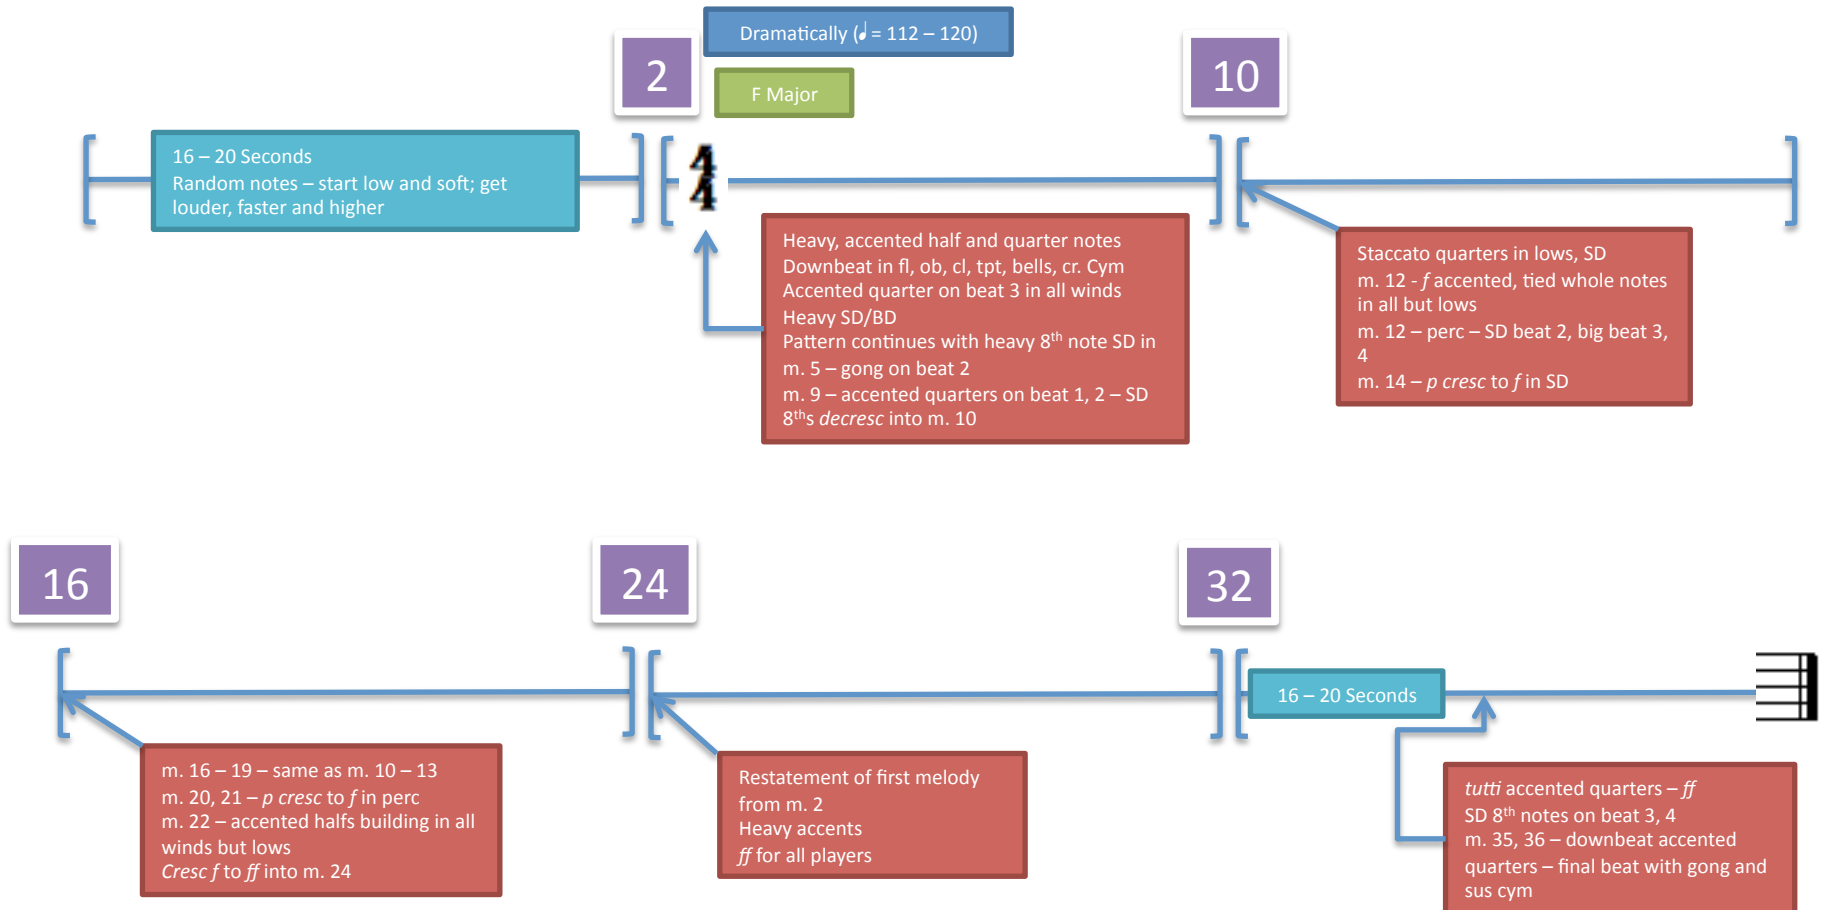 Dramatically (♩ = 112 – 120)
2
10
F Major
16 – 20 Seconds
Random notes – start low and soft; get
louder, faster and higher
4
4
Heavy, accented half and quarter notes
Downbeat in fl, ob, cl, tpt, bells, cr. Cym
Accented quarter on beat 3 in all winds
Heavy SD/BD
Pattern continues with heavy 8th note SD in
m. 5 – gong on beat 2
m. 9 – accented quarters on beat 1, 2 – SD
8ths decresc into m. 10
Staccato quarters in lows, SD
m. 12 - f accented, tied whole notes
in all but lows
m. 12 – perc – SD beat 2, big beat 3,
4
m. 14 – p cresc to f in SD
16
24
32
16 – 20 Seconds
m. 16 – 19 – same as m. 10 – 13
m. 20, 21 – p cresc to f in perc
m. 22 – accented halfs building in all
winds but lows
Cresc f to ff into m. 24
Restatement of first melody
from m. 2
Heavy accents
ff for all players
tutti accented quarters – ff
SD 8th notes on beat 3, 4
m. 35, 36 – downbeat accented
quarters – final beat with gong and
sus cym